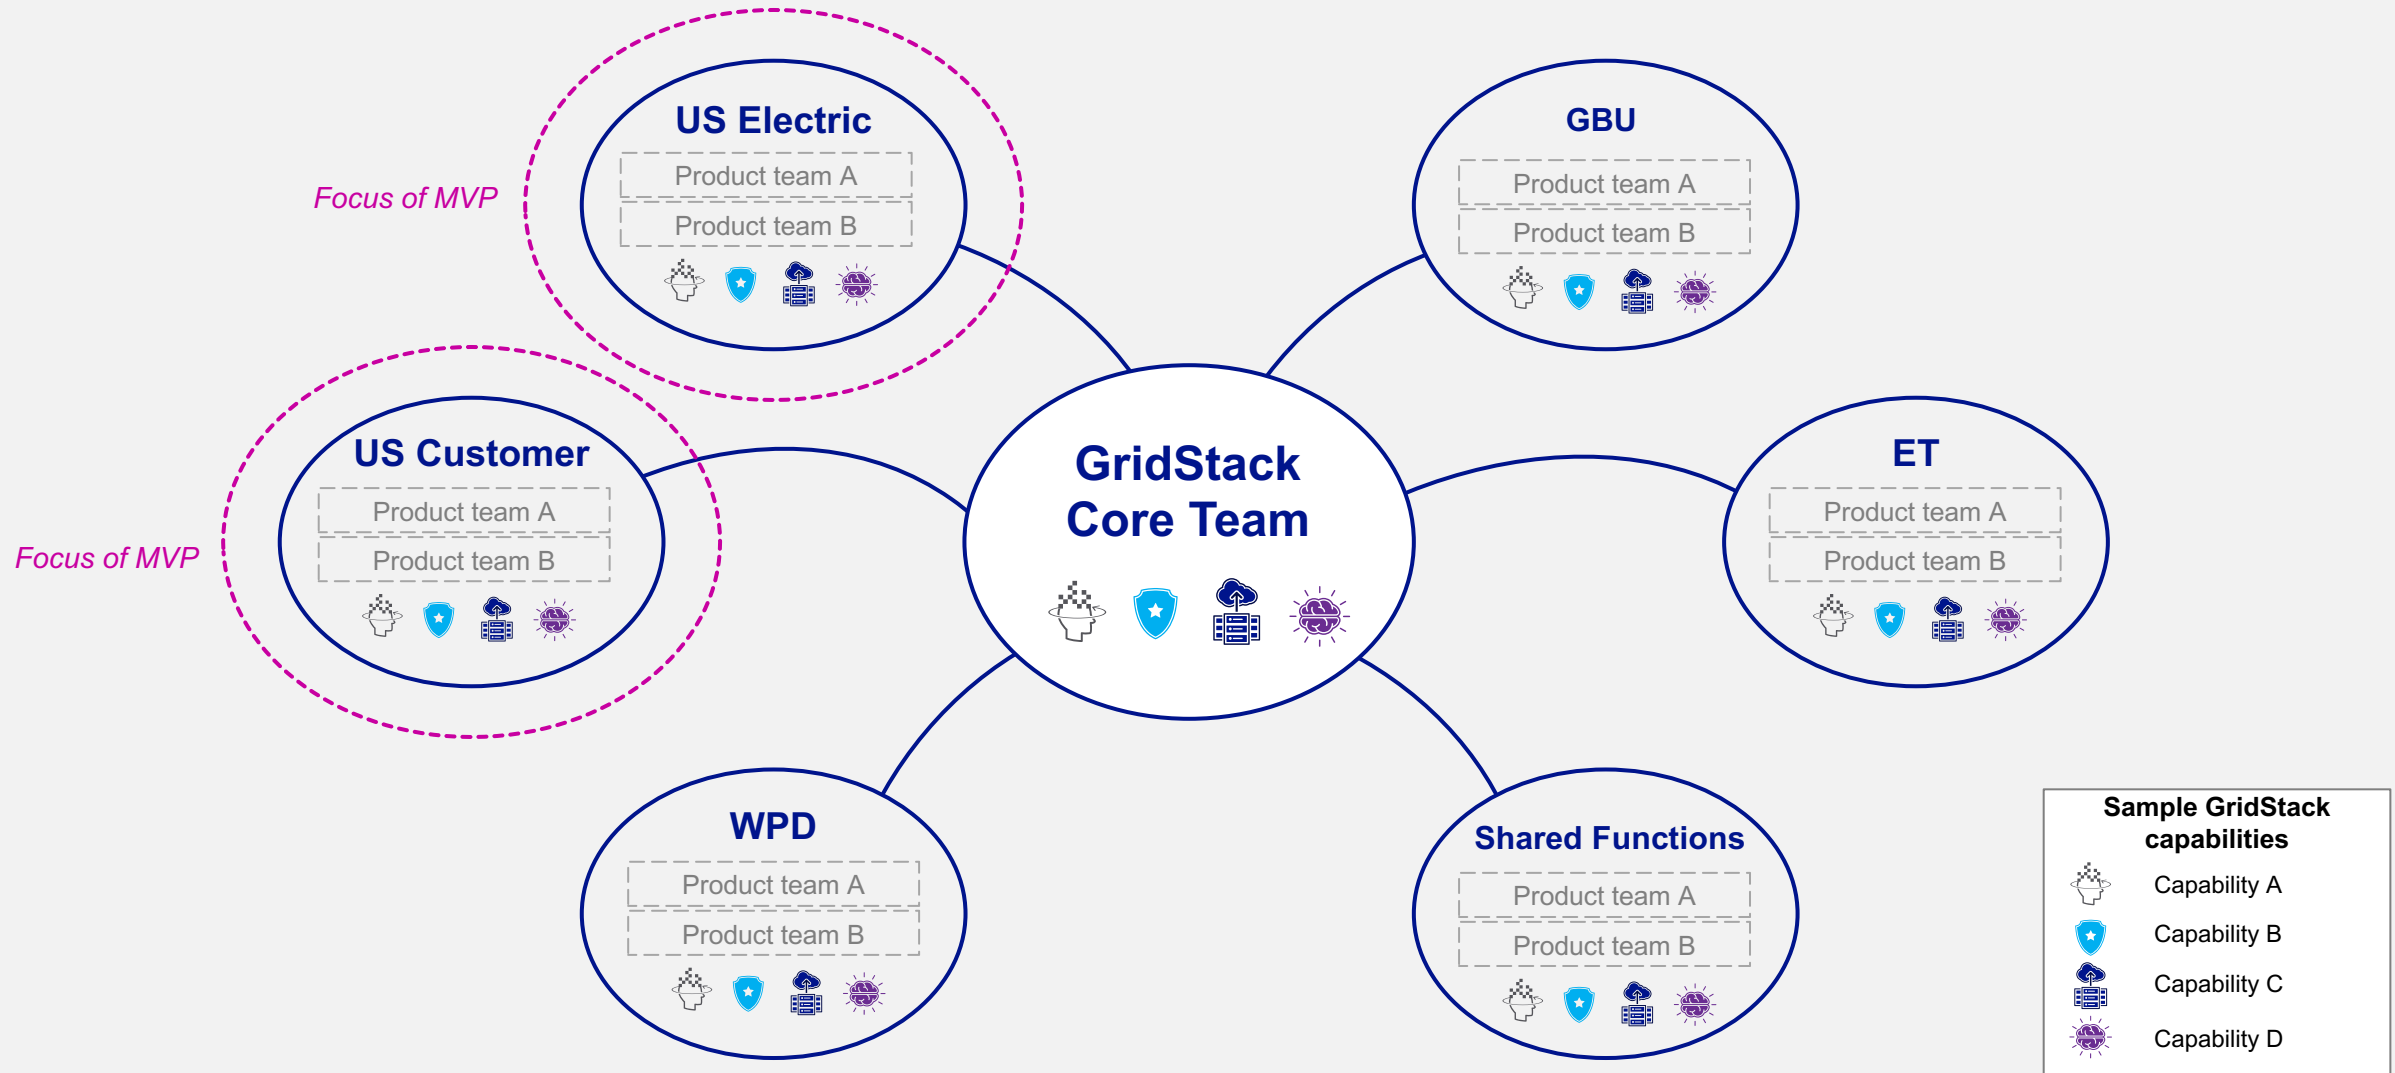 US Electric
Product team A
Product team B
Focus of MVP
GBU
Product team A
Product team B
US Customer
Product team A
Product team B
Focus of MVP
GridStack
Core Team
ET
Product team A
Product team B
WPD
Product team A
Product team B
Shared Functions
Product team A
Product team B
Sample GridStack
capabilities
Capability A
Capability B
Capability C
Capability D